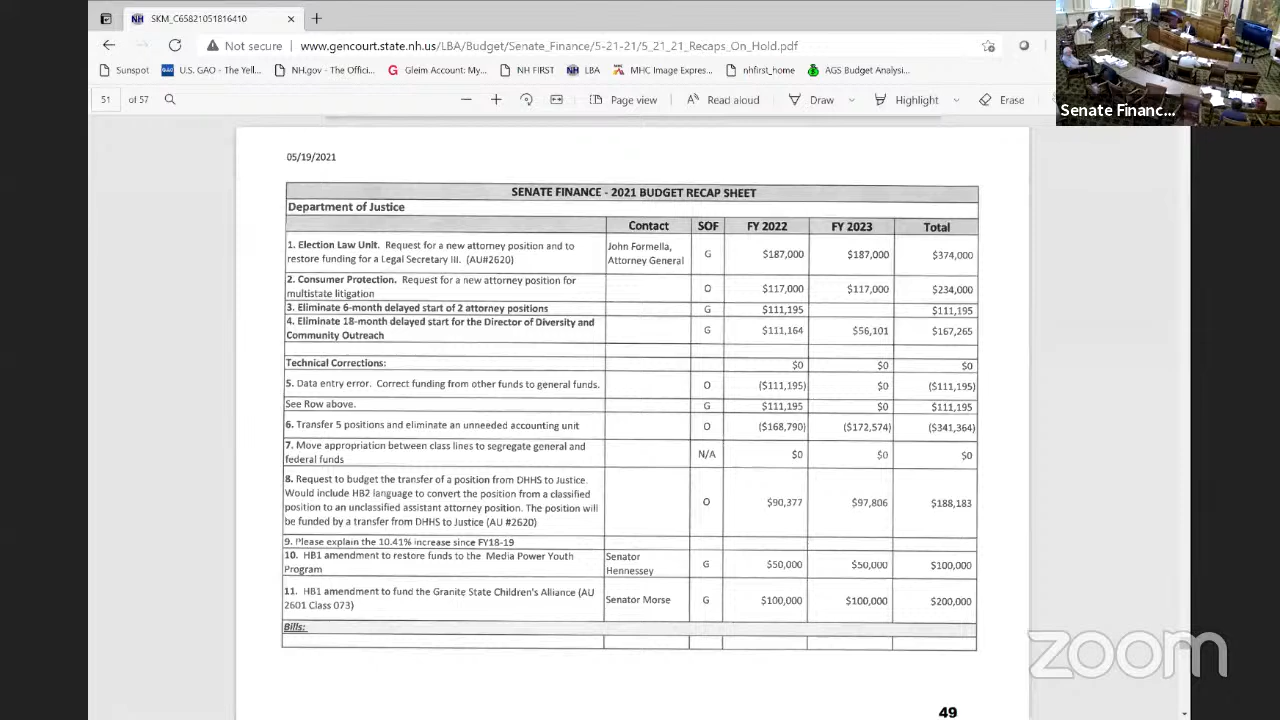 SKM_C65821051816410
Not secure | www.gencourt.state.nh.us/LBA/Budget/Senate_Finance/5-21-21/5_21_21_Recaps_On_Hold.pdf
Sunspot U.S. GAO - The Yell... NH.gov - The Offici... Gleim Account: My... NH FIRST LBA MHC Image Expres... nhfirst_home AGS Budget Analysi...
51 of 57 Page view Read aloud Draw Highlight Erase
Senate Financ...
05/19/2021
SENATE FINANCE - 2021 BUDGET RECAP SHEET
Department of Justice
Contact SOF FY 2022 FY 2023 Total
1. Election Law Unit. Request for a new attorney position and to
restore funding for a Legal Secretary III. (AU#2620)
John Formella,
Attorney General
G $187,000 $187,000 $374,000
2. Consumer Protection. Request for a new attorney position for
multistate litigation
O $117,000 $117,000 $234,000
3. Eliminate 6-month delayed start of 2 attorney positions G $111,195 $111,195
4. Eliminate 18-month delayed start for the Director of Diversity and
Community Outreach
G $111,164 $56,101 $167,265
Technical Corrections: $0 $0 $0
5. Data entry error. Correct funding from other funds to general funds. O ($111,195) $0 ($111,195)
See Row above. G $111,195 $0 $111,195
6. Transfer 5 positions and eliminate an unneeded accounting unit O ($168,790) ($172,574) ($341,364)
7. Move appropriation between class lines to segregate general and
federal funds
N/A $0 $0 $0
8. Request to budget the transfer of a position from DHHS to Justice.
Would include HB2 language to convert the position from a classified
position to an unclassified assistant attorney position. The position will
be funded by a transfer from DHHS to Justice (AU #2620)
O $90,377 $97,806 $188,183
9. Please explain the 10.41% increase since FY18-19
10. HB1 amendment to restore funds to the Media Power Youth
Program
Senator
Hennessey
G $50,000 $50,000 $100,000
11. HB1 amendment to fund the Granite State Children's Alliance (AU
2601 Class 073)
Senator Morse G $100,000 $100,000 $200,000
Bills:
zoom
49